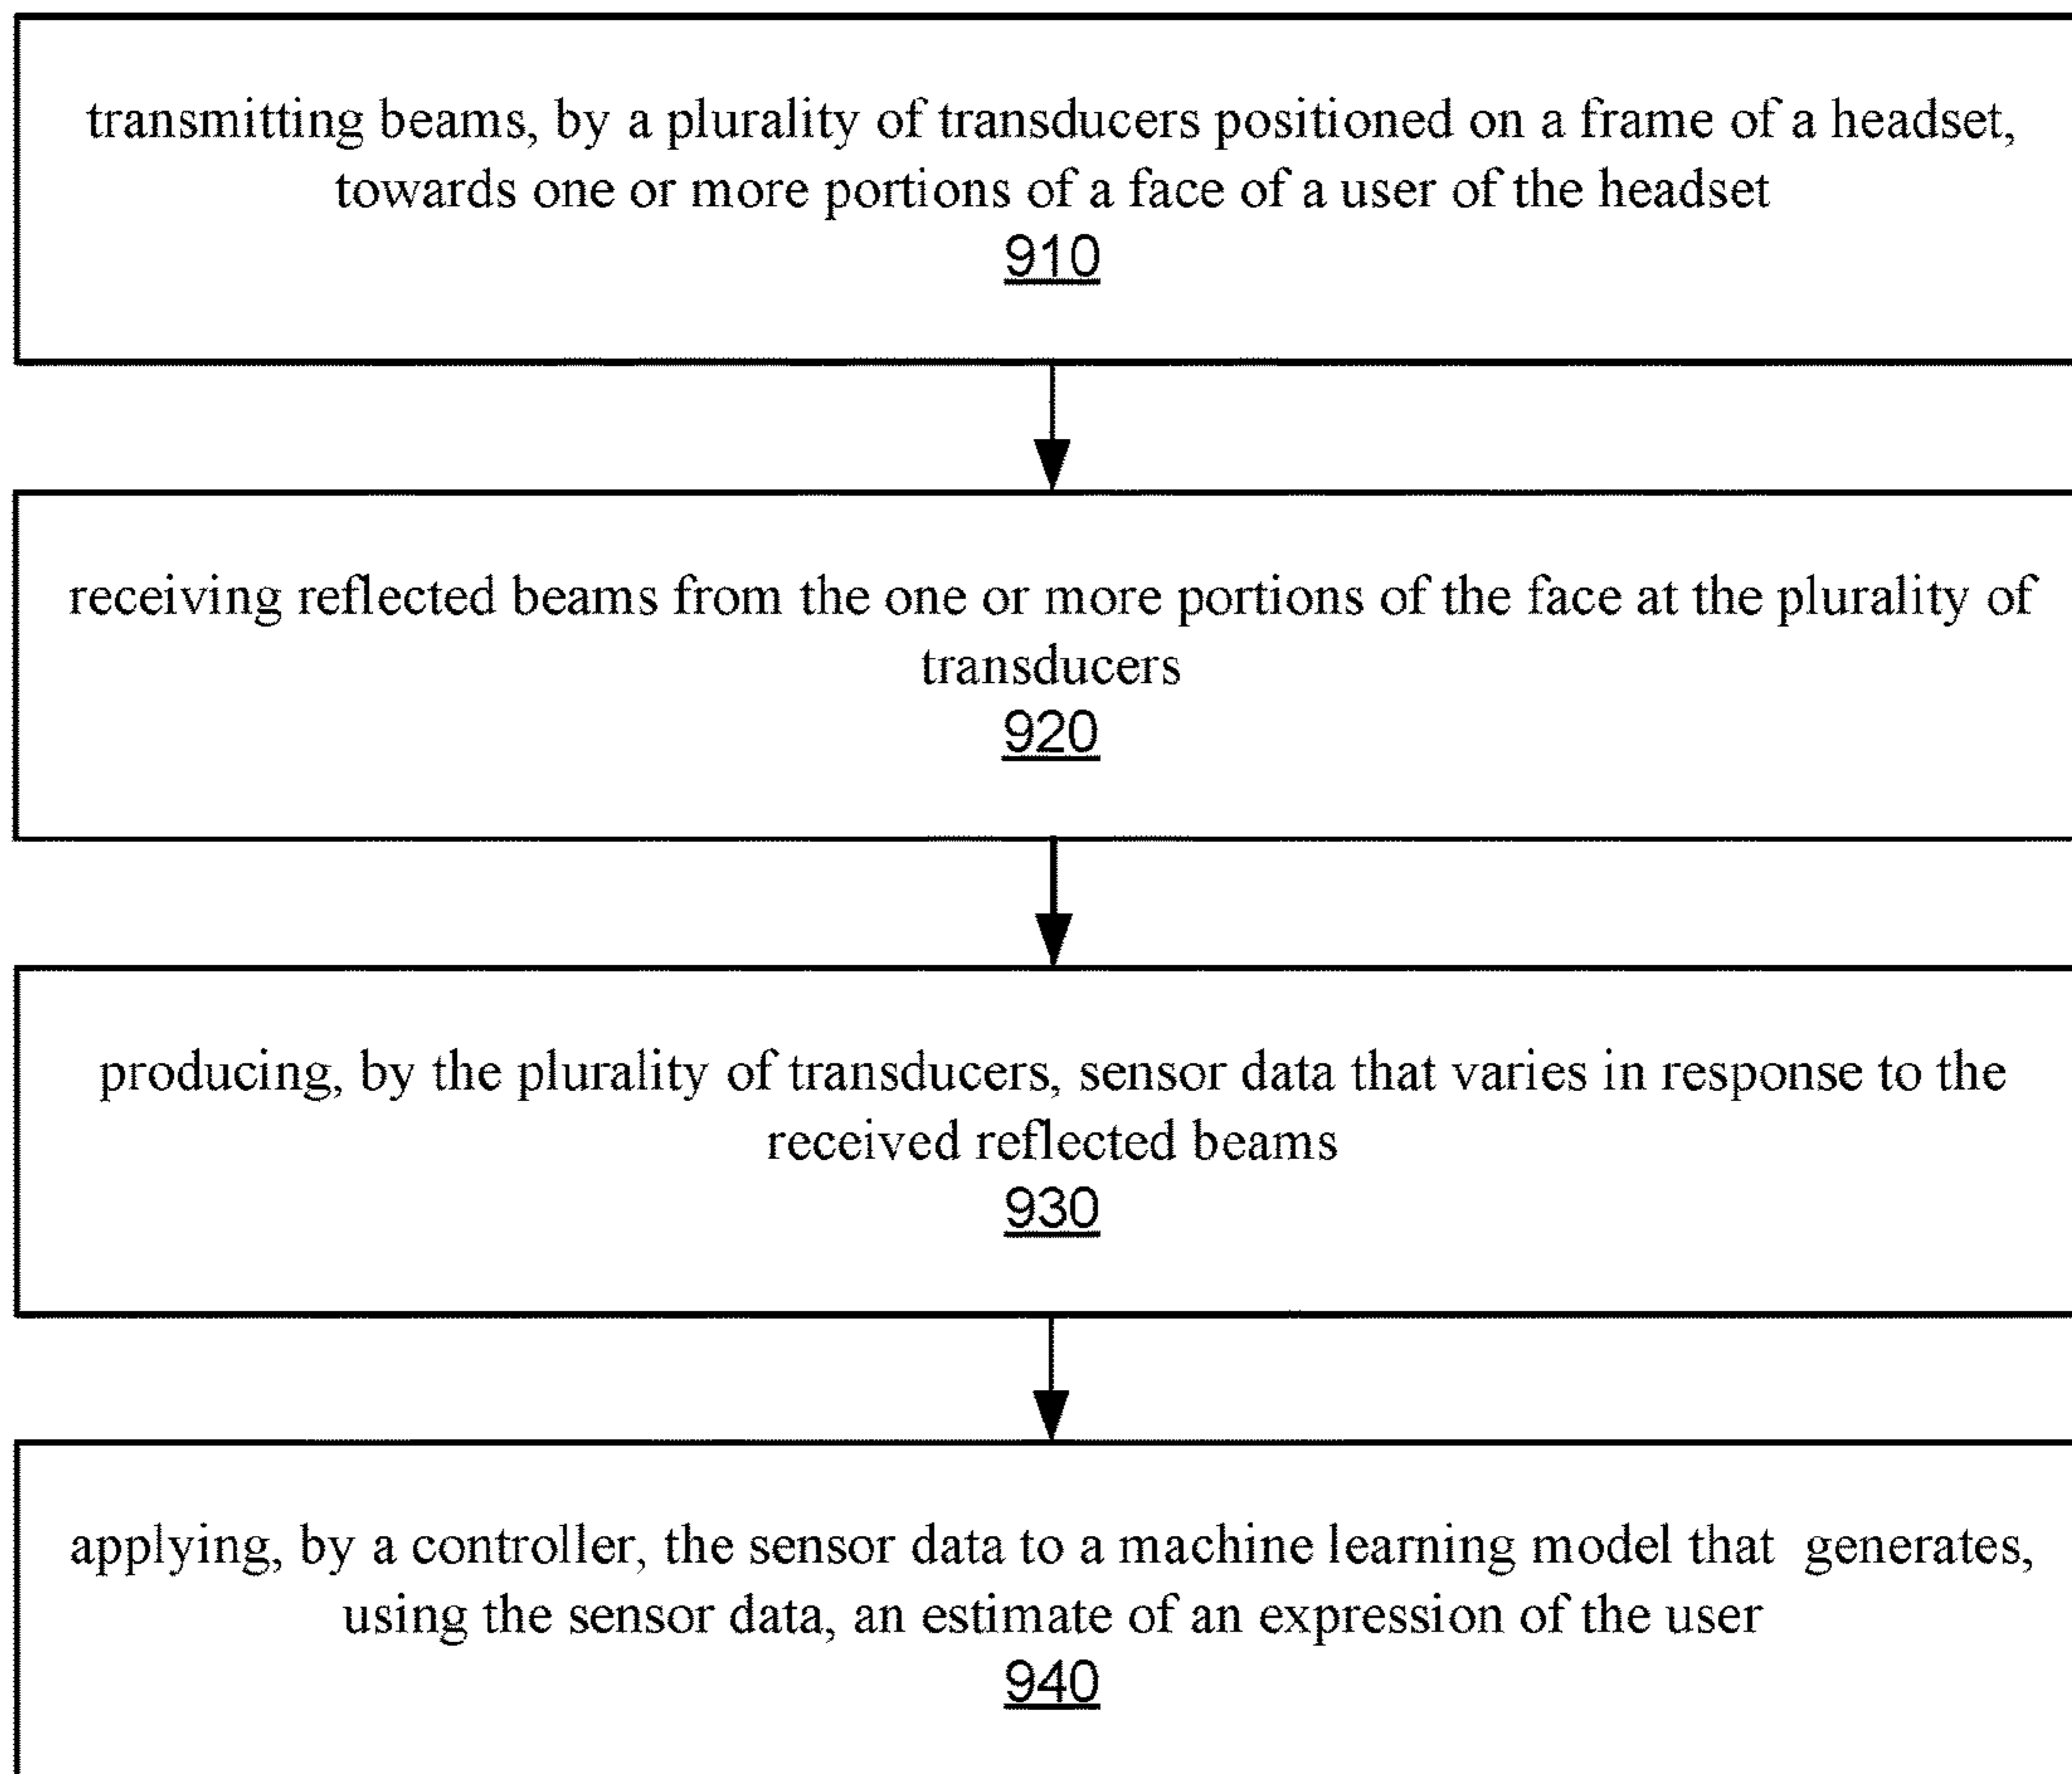 transmitting beams, by a plurality of transducers positioned on a frame of a headset,
towards one or more portions of a face of a user of the headset
910
receiving reflected beams from the one or more portions of the face at the plurality of
transducers
920
producing, by the plurality of transducers, sensor data that varies in response to the
received reflected beams
930
applying, by a controller, the sensor data to a machine learning model that generates,
using the sensor data, an estimate of an expression of the user
940